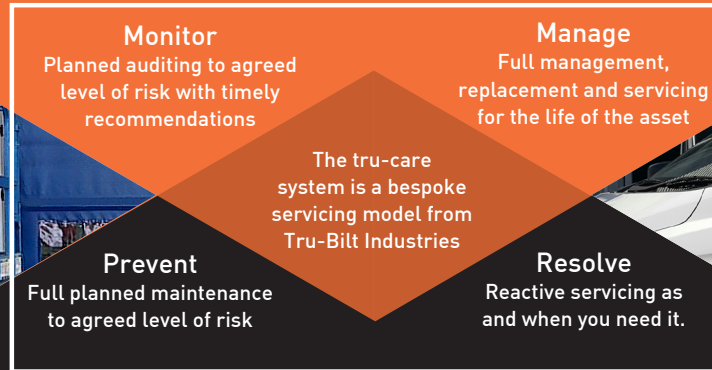 Monitor
Planned auditing to agreed
level of risk with timely
recommendations
Manage
Full management,
replacement and servicing
for the life of the asset
The tru-care
system is a bespoke
servicing model from
Tru-Bilt Industries
Prevent
Full planned maintenance
to agreed level of risk
Resolve
Reactive servicing as
and when you need it.